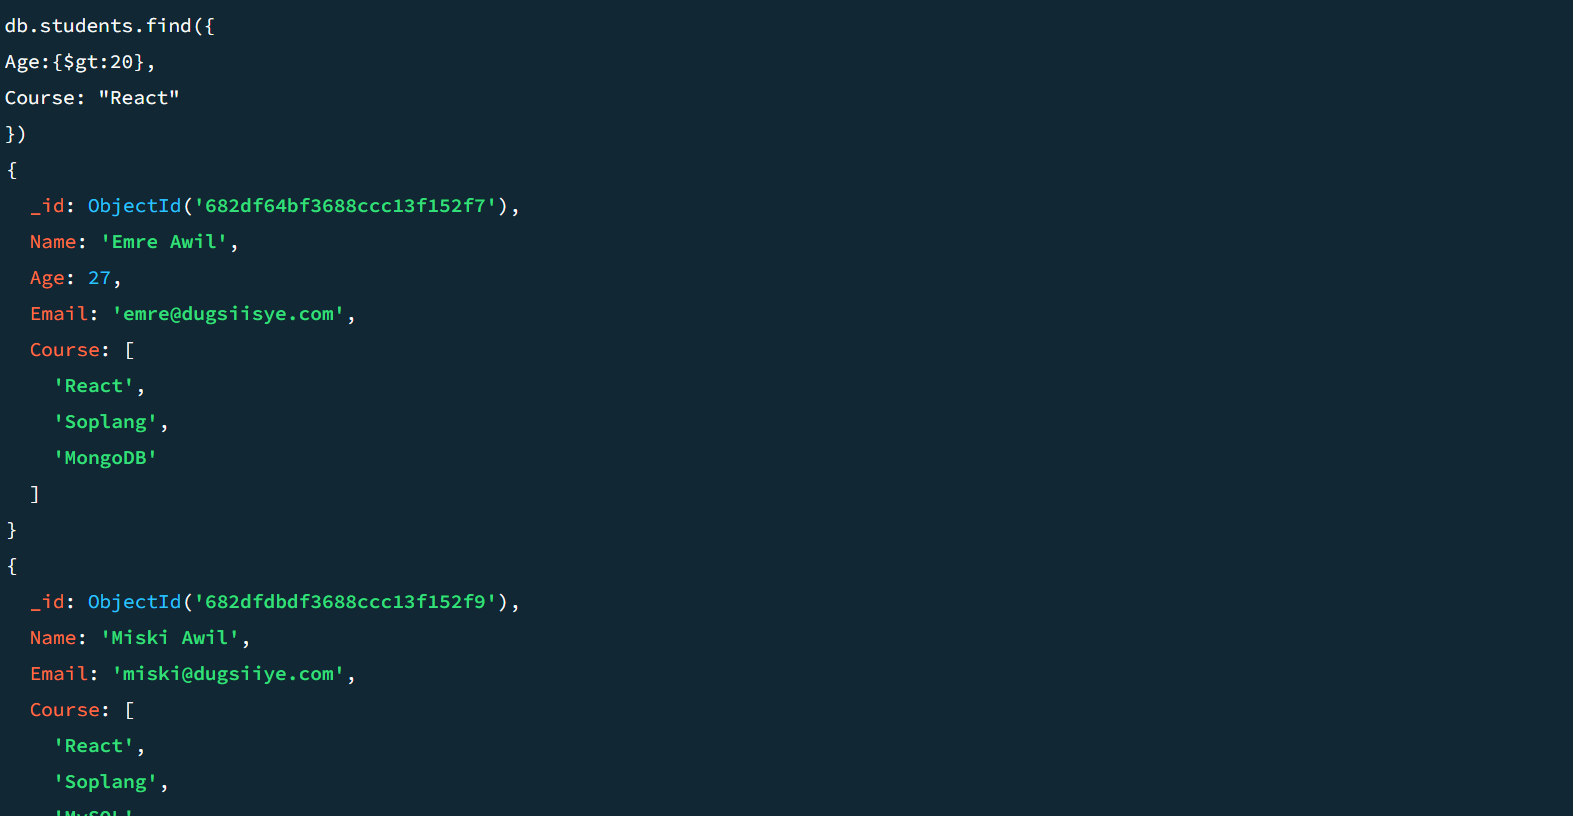 db.students.find({
Age:{$gt:20},
Course: "React"
})
{
_id: ObjectId('682df64bf3688ccc13f152f7'),
Name: 'Emre Awil',
Age: 27,
Email: 'emre@dugsiisye.com',
Course: [
'React',
'Soplang',
'MongoDB'
]
}
{
_id: ObjectId('682dfdbdf3688ccc13f152f9'),
Name: 'Miski Awil',
Email: 'miski@dugsiiye.com',
Course: [
'React',
'Soplang',
'MySQL'